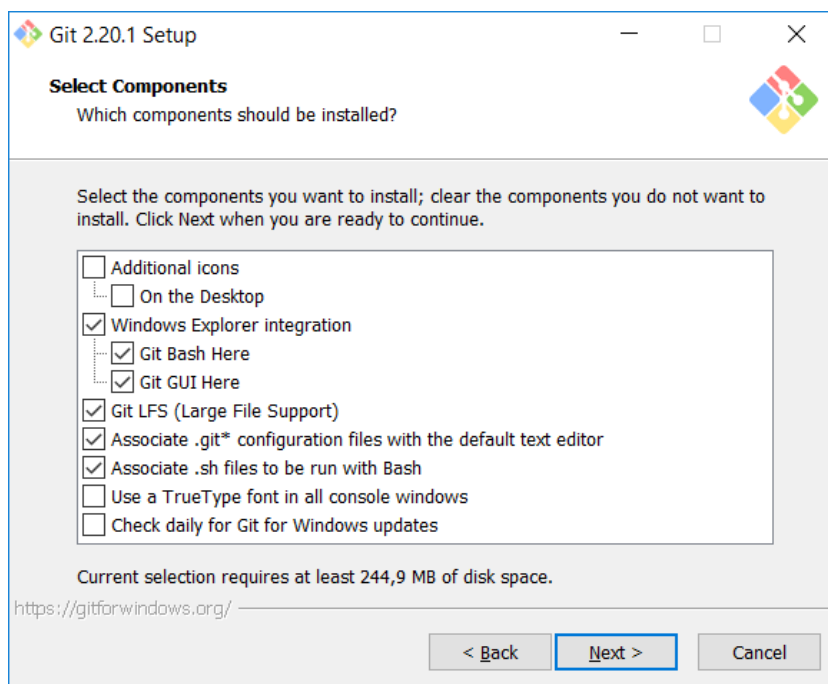 Git 2.20.1 Setup
Select Components
Which components should be installed?
Select the components you want to install; clear the components you do not want to
install. Click Next when you are ready to continue.
Additional icons
On the Desktop
Windows Explorer integration
Git Bash Here
Git GUI Here
Git LFS (Large File Support)
Associate .git* configuration files with the default text editor
Associate .sh files to be run with Bash
Use a TrueType font in all console windows
Check daily for Git for Windows updates
Current selection requires at least 244,9 MB of disk space.
https://gitforwindows.org/
< Back
Next >
Cancel